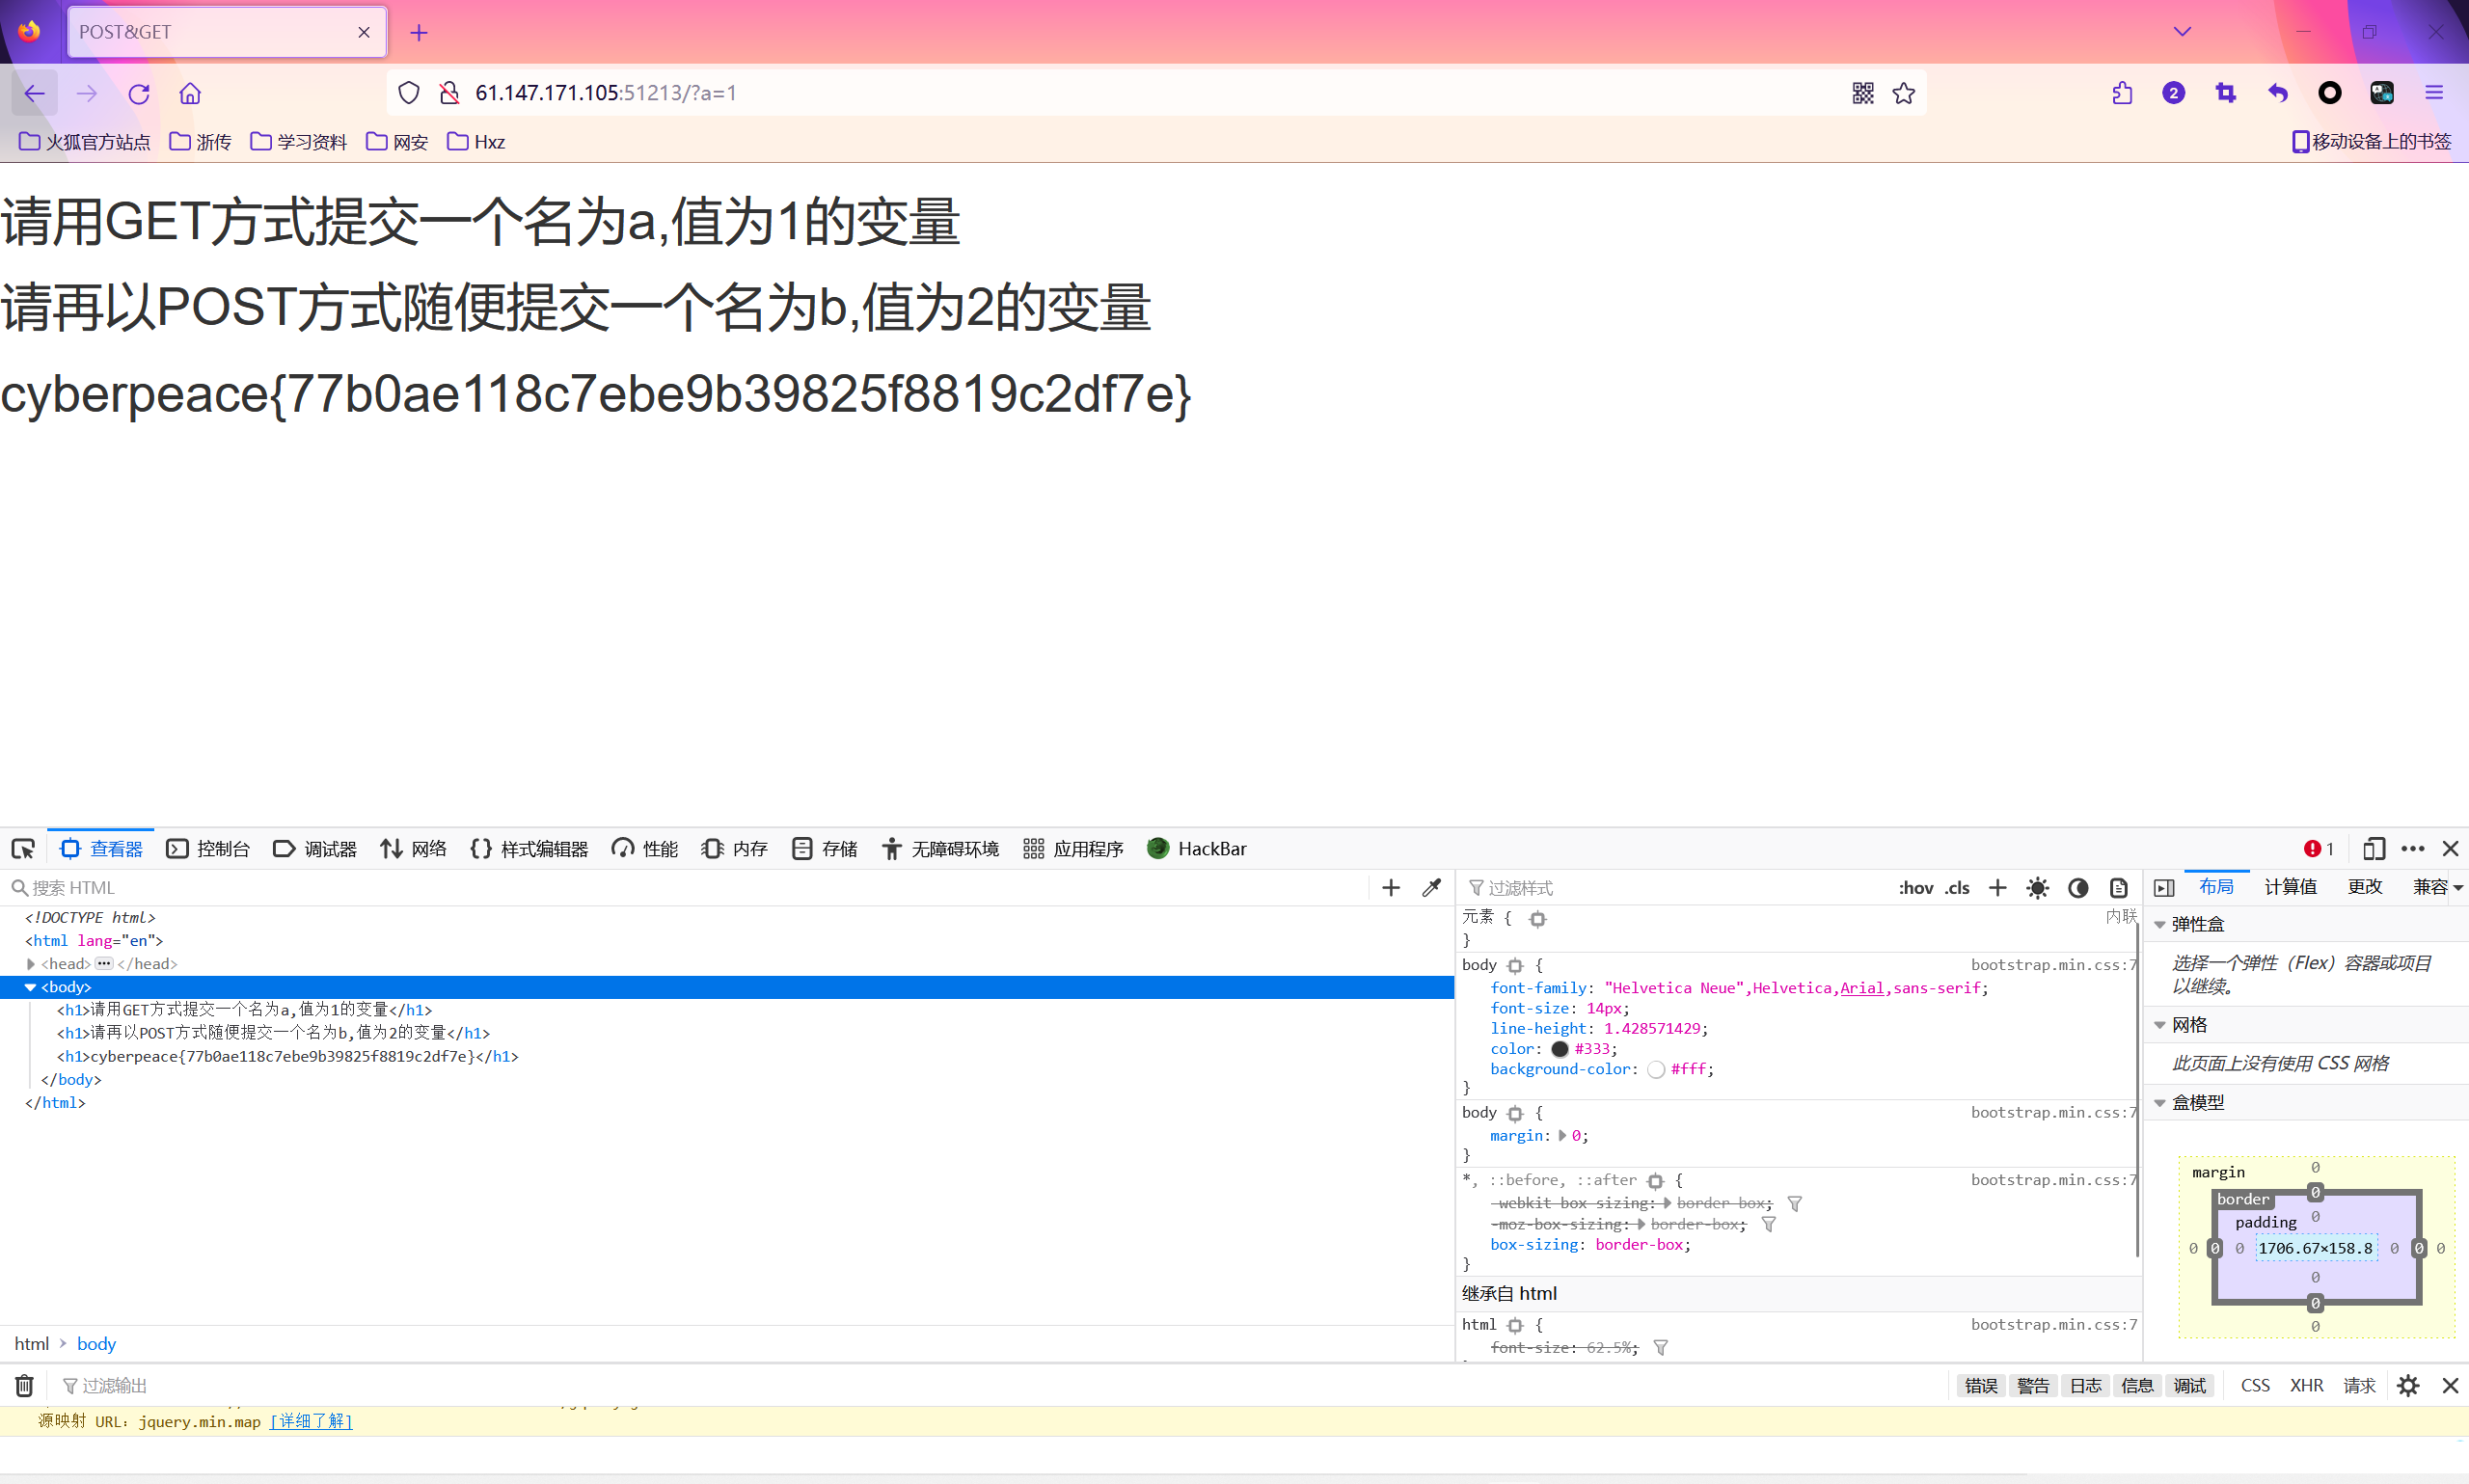 POST&GET
61.147.171.105:51213/?a=1
2
火狐官方站点 浙传 学习资料 网安 Hxz 移动设备上的书签
请用GET方式提交一个名为a,值为1的变量
请再以POST方式随便提交一个名为b,值为2的变量
cyberpeace{77b0ae118c7ebe9b39825f8819c2df7e}
查看器 控制台 调试器 网络 样式编辑器 性能 内存 存储 无障碍环境 应用程序 HackBar 1
搜索 HTML
<!DOCTYPE html>
<html lang="en">
<head>…</head>
<body>
<h1>请用GET方式提交一个名为a,值为1的变量</h1>
<h1>请再以POST方式随便提交一个名为b,值为2的变量</h1>
<h1>cyberpeace{77b0ae118c7ebe9b39825f8819c2df7e}</h1>
</body>
</html>
html > body
过滤样式 :hov .cls
元素 { 内联
}
body { bootstrap.min.css:7
font-family: "Helvetica Neue",Helvetica,Arial,sans-serif;
font-size: 14px;
line-height: 1.428571429;
color: #333;
background-color: #fff;
}
body { bootstrap.min.css:7
margin: 0;
}
*, ::before, ::after { bootstrap.min.css:7
-webkit-box-sizing: border-box;
-moz-box-sizing: border-box;
box-sizing: border-box;
}
继承自 html
html { bootstrap.min.css:7
font-size: 62.5%;
布局 计算值 更改 兼容
弹性盒
选择一个弹性（Flex）容器或项目
以继续。
网格
此页面上没有使用 CSS 网格
盒模型
margin 0
border 0
padding 0
0 0 0 1706.67×158.8 0 0 0
0
0
0
过滤输出 错误 警告 日志 信息 调试 CSS XHR 请求
源映射 URL: jquery.min.map [详细了解]